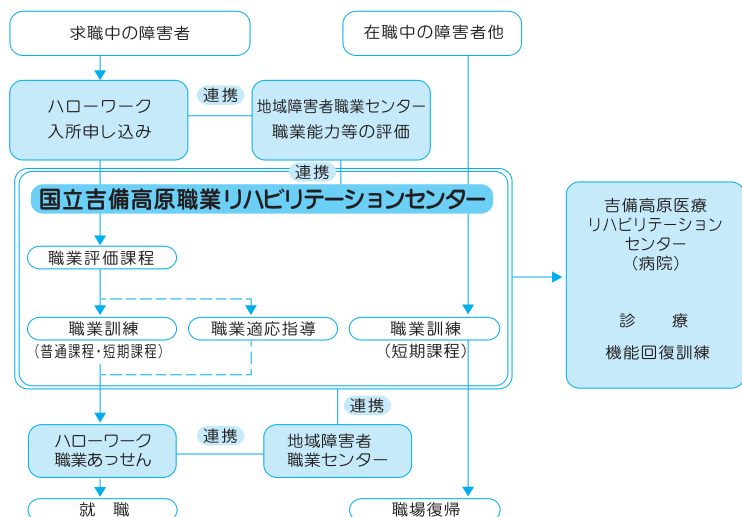 求職中の障害者
在職中の障害者他
ハローワーク
入所申し込み
連携
地域障害者職業センター
職業能力等の評価
連携
国立吉備高原職業リハビリテーションセンター
職業評価課程
職業訓練
(普通課程・短期課程)
職業適応指導
職業訓練
(短期課程)
吉備高原医療
リハビリテーション
センター
(病院)
診　療
機能回復訓練
連携
ハローワーク
職業あっせん
連携
地域障害者
職業センター
就　職
職場復帰